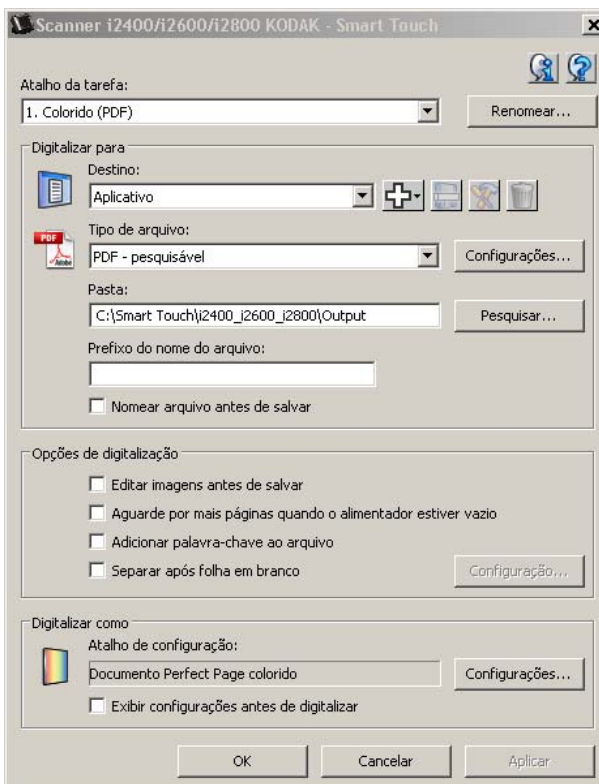 Scanner i2400/i2600/i2800 KODAK - Smart Touch
Atalho da tarefa:
1. Colorido (PDF)
Renomear...
Digitalizar para
Destino:
Aplicativo
Tipo de arquivo:
PDF
Adobe
PDF - pesquisável
Configurações...
Pasta:
C:\Smart Touch\i2400_i2600_i2800\Output
Pesquisar...
Prefixo do nome do arquivo:
Nomear arquivo antes de salvar
Opções de digitalização
Editar imagens antes de salvar
Aguarde por mais páginas quando o alimentador estiver vazio
Adicionar palavra-chave ao arquivo
Separar após folha em branco
Configuração...
Digitalizar como
Atalho de configuração:
Documento Perfect Page colorido
Configurações...
Exibir configurações antes de digitalizar
OK
Cancelar
Aplicar